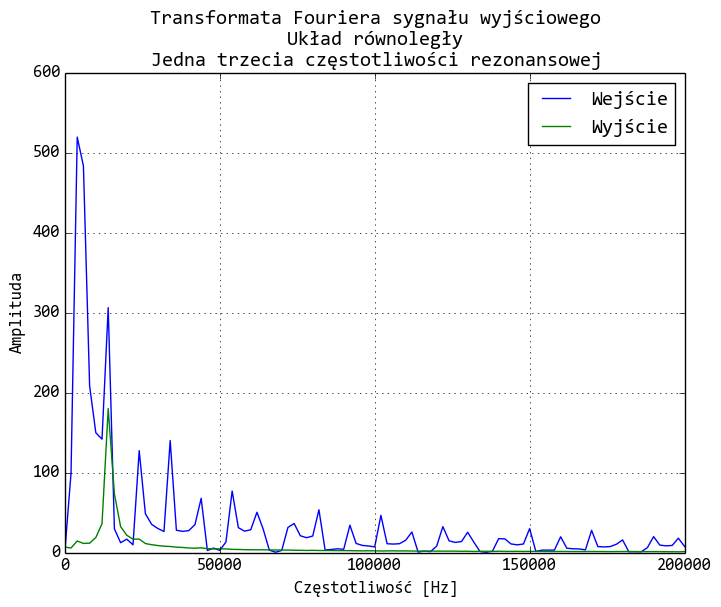 Transformata Fouriera sygnału wyjściowego
Układ równoległy
Jedna trzecia częstotliwości rezonansowej
600
500
400
300
200
100
0
Amplituda
Wejście
Wyjście
0
50000
100000
150000
200000
Częstotliwość [Hz]